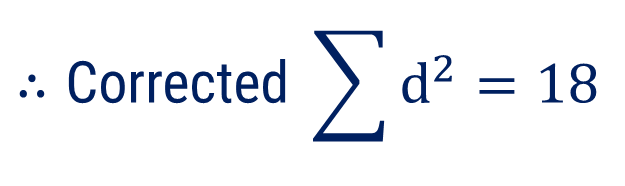 ∴ Corrected ∑ d² = 18